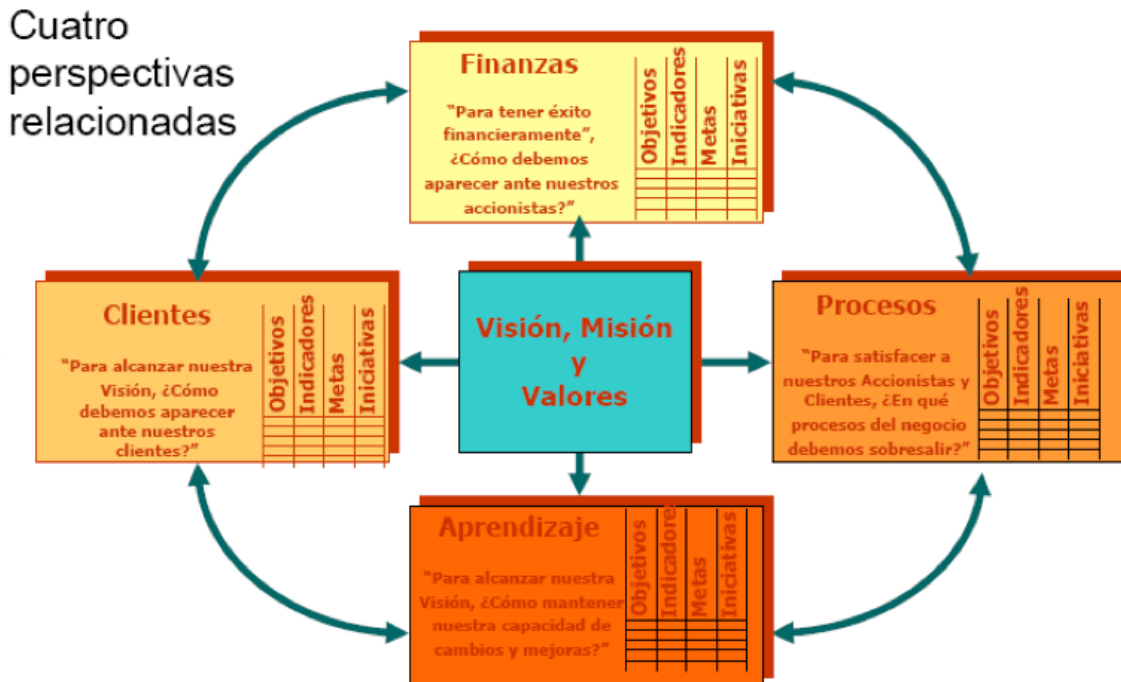 Cuatro
perspectivas
relacionadas
Finanzas
“Para tener éxito
financieramente”,
¿Cómo debemos
aparecer ante nuestros
accionistas?”
Objetivos
Indicadores
Metas
Iniciativas
Clientes
“Para alcanzar nuestra
Visión, ¿Cómo
debemos aparecer
ante nuestros
clientes?”
Objetivos
Indicadores
Metas
Iniciativas
Visión, Misión
y
Valores
Procesos
“Para satisfacer a
nuestros Accionistas y
Clientes, ¿En qué
procesos del negocio
debemos sobresalir?”
Objetivos
Indicadores
Metas
Iniciativas
Aprendizaje
“Para alcanzar nuestra
Visión, ¿Cómo mantener
nuestra capacidad de
cambios y mejoras?”
Objetivos
Indicadores
Metas
Iniciativas